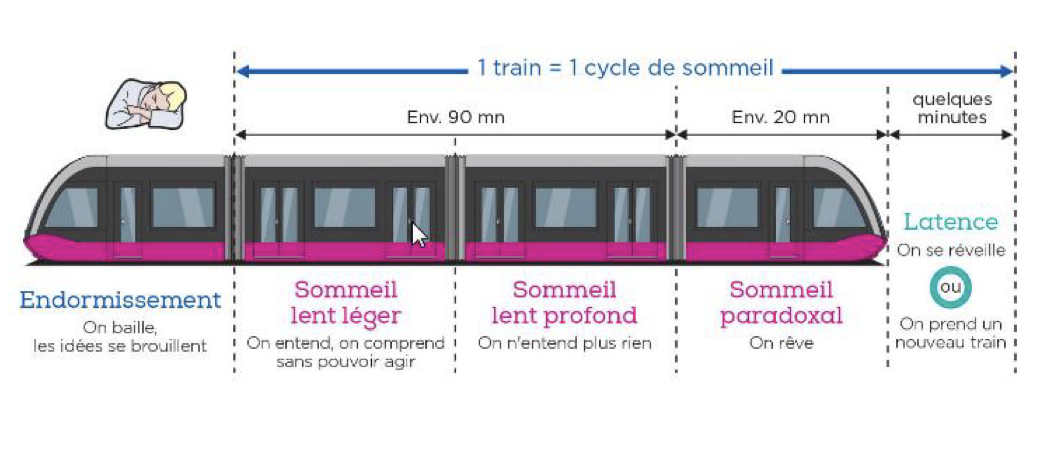 1 train = 1 cycle de sommeil
Env. 90 mn
Env. 20 mn
quelques
minutes
Endormissement
On baille,
les idées se brouillent
Sommeil
lent léger
On entend, on comprend
sans pouvoir agir
Sommeil
lent profond
On n'entend plus rien
Sommeil
paradoxal
On rêve
Latence
On se réveille
ou
On prend un
nouveau train